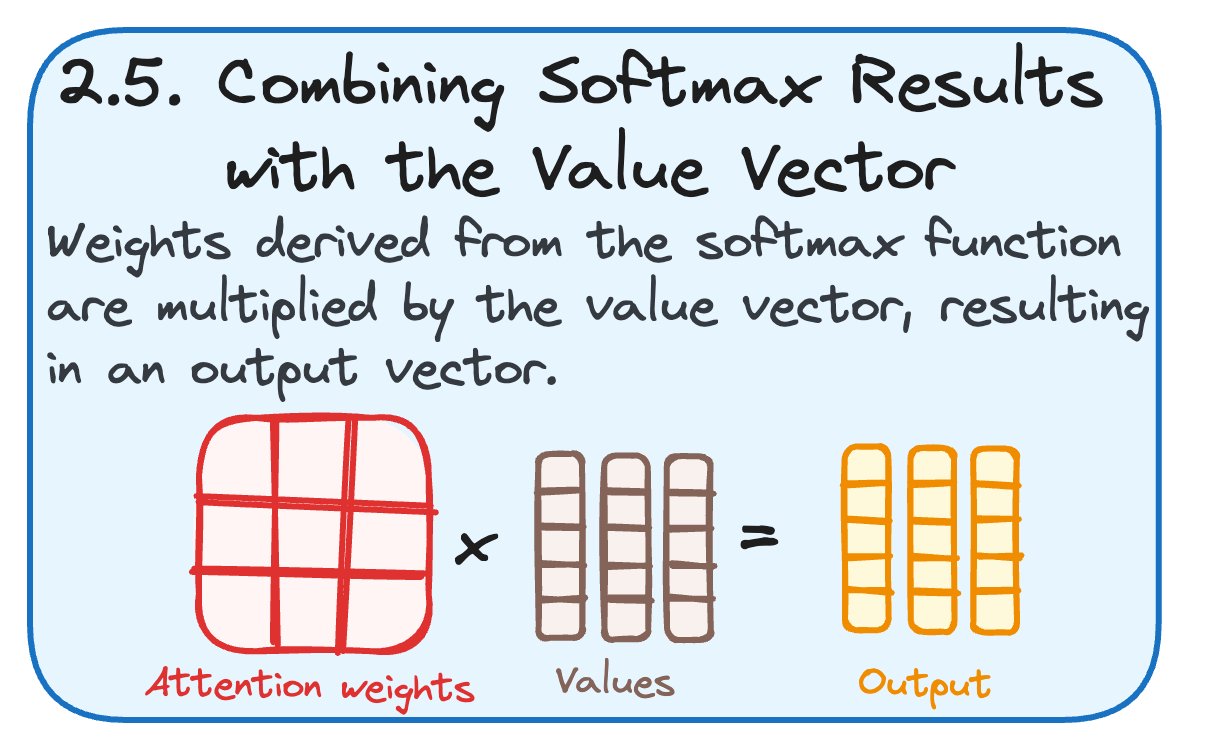 2.5. Combining Softmax Results
with the Value Vector
Weights derived from the softmax function
are multiplied by the value vector, resulting
in an output vector.
x
=
Attention weights
Values
Output